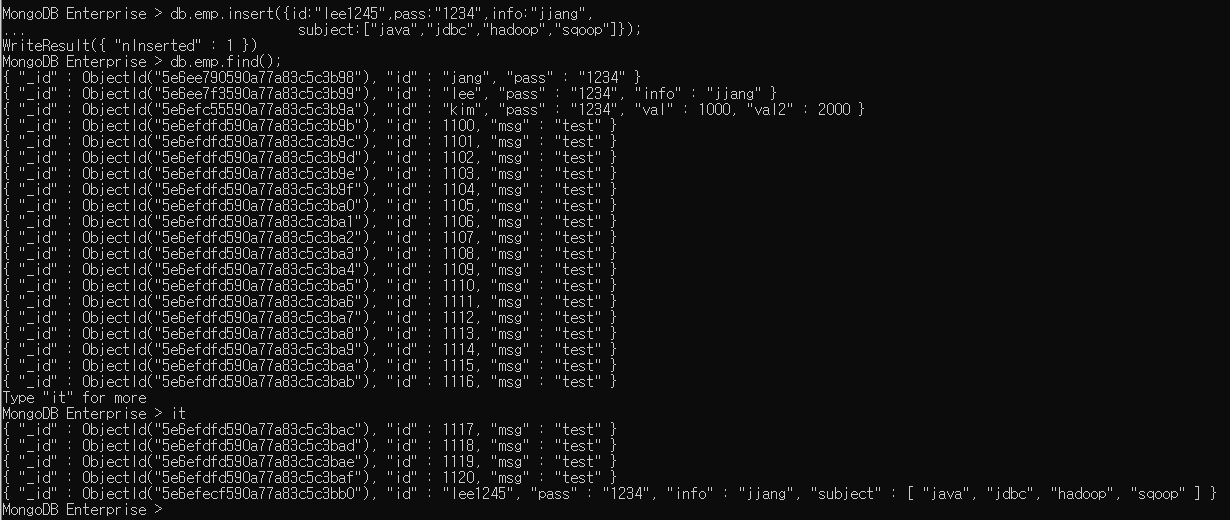 MongoDB Enterprise > db.emp.insert({id:"lee1245",pass:"1234",info:"jjang",
...                                 subject:["java","jdbc","hadoop","sqoop"]});
WriteResult({ "nInserted" : 1 })
MongoDB Enterprise > db.emp.find();
{ "_id" : ObjectId("5e6ee790590a77a83c5c3b98"), "id" : "jang", "pass" : "1234" }
{ "_id" : ObjectId("5e6ee7f3590a77a83c5c3b99"), "id" : "lee", "pass" : "1234", "info" : "jjang" }
{ "_id" : ObjectId("5e6efc55590a77a83c5c3b9a"), "id" : "kim", "pass" : "1234", "val" : 1000, "val2" : 2000 }
{ "_id" : ObjectId("5e6efdfd590a77a83c5c3b9b"), "id" : 1100, "msg" : "test" }
{ "_id" : ObjectId("5e6efdfd590a77a83c5c3b9c"), "id" : 1101, "msg" : "test" }
{ "_id" : ObjectId("5e6efdfd590a77a83c5c3b9d"), "id" : 1102, "msg" : "test" }
{ "_id" : ObjectId("5e6efdfd590a77a83c5c3b9e"), "id" : 1103, "msg" : "test" }
{ "_id" : ObjectId("5e6efdfd590a77a83c5c3b9f"), "id" : 1104, "msg" : "test" }
{ "_id" : ObjectId("5e6efdfd590a77a83c5c3ba0"), "id" : 1105, "msg" : "test" }
{ "_id" : ObjectId("5e6efdfd590a77a83c5c3ba1"), "id" : 1106, "msg" : "test" }
{ "_id" : ObjectId("5e6efdfd590a77a83c5c3ba2"), "id" : 1107, "msg" : "test" }
{ "_id" : ObjectId("5e6efdfd590a77a83c5c3ba3"), "id" : 1108, "msg" : "test" }
{ "_id" : ObjectId("5e6efdfd590a77a83c5c3ba4"), "id" : 1109, "msg" : "test" }
{ "_id" : ObjectId("5e6efdfd590a77a83c5c3ba5"), "id" : 1110, "msg" : "test" }
{ "_id" : ObjectId("5e6efdfd590a77a83c5c3ba6"), "id" : 1111, "msg" : "test" }
{ "_id" : ObjectId("5e6efdfd590a77a83c5c3ba7"), "id" : 1112, "msg" : "test" }
{ "_id" : ObjectId("5e6efdfd590a77a83c5c3ba8"), "id" : 1113, "msg" : "test" }
{ "_id" : ObjectId("5e6efdfd590a77a83c5c3ba9"), "id" : 1114, "msg" : "test" }
{ "_id" : ObjectId("5e6efdfd590a77a83c5c3baa"), "id" : 1115, "msg" : "test" }
{ "_id" : ObjectId("5e6efdfd590a77a83c5c3bab"), "id" : 1116, "msg" : "test" }
Type "it" for more
MongoDB Enterprise > it
{ "_id" : ObjectId("5e6efdfd590a77a83c5c3bac"), "id" : 1117, "msg" : "test" }
{ "_id" : ObjectId("5e6efdfd590a77a83c5c3bad"), "id" : 1118, "msg" : "test" }
{ "_id" : ObjectId("5e6efdfd590a77a83c5c3bae"), "id" : 1119, "msg" : "test" }
{ "_id" : ObjectId("5e6efdfd590a77a83c5c3baf"), "id" : 1120, "msg" : "test" }
{ "_id" : ObjectId("5e6efecf590a77a83c5c3bb0"), "id" : "lee1245", "pass" : "1234", "info" : "jjang", "subject" : [ "java", "jdbc", "hadoop", "sqoop" ] }
MongoDB Enterprise >